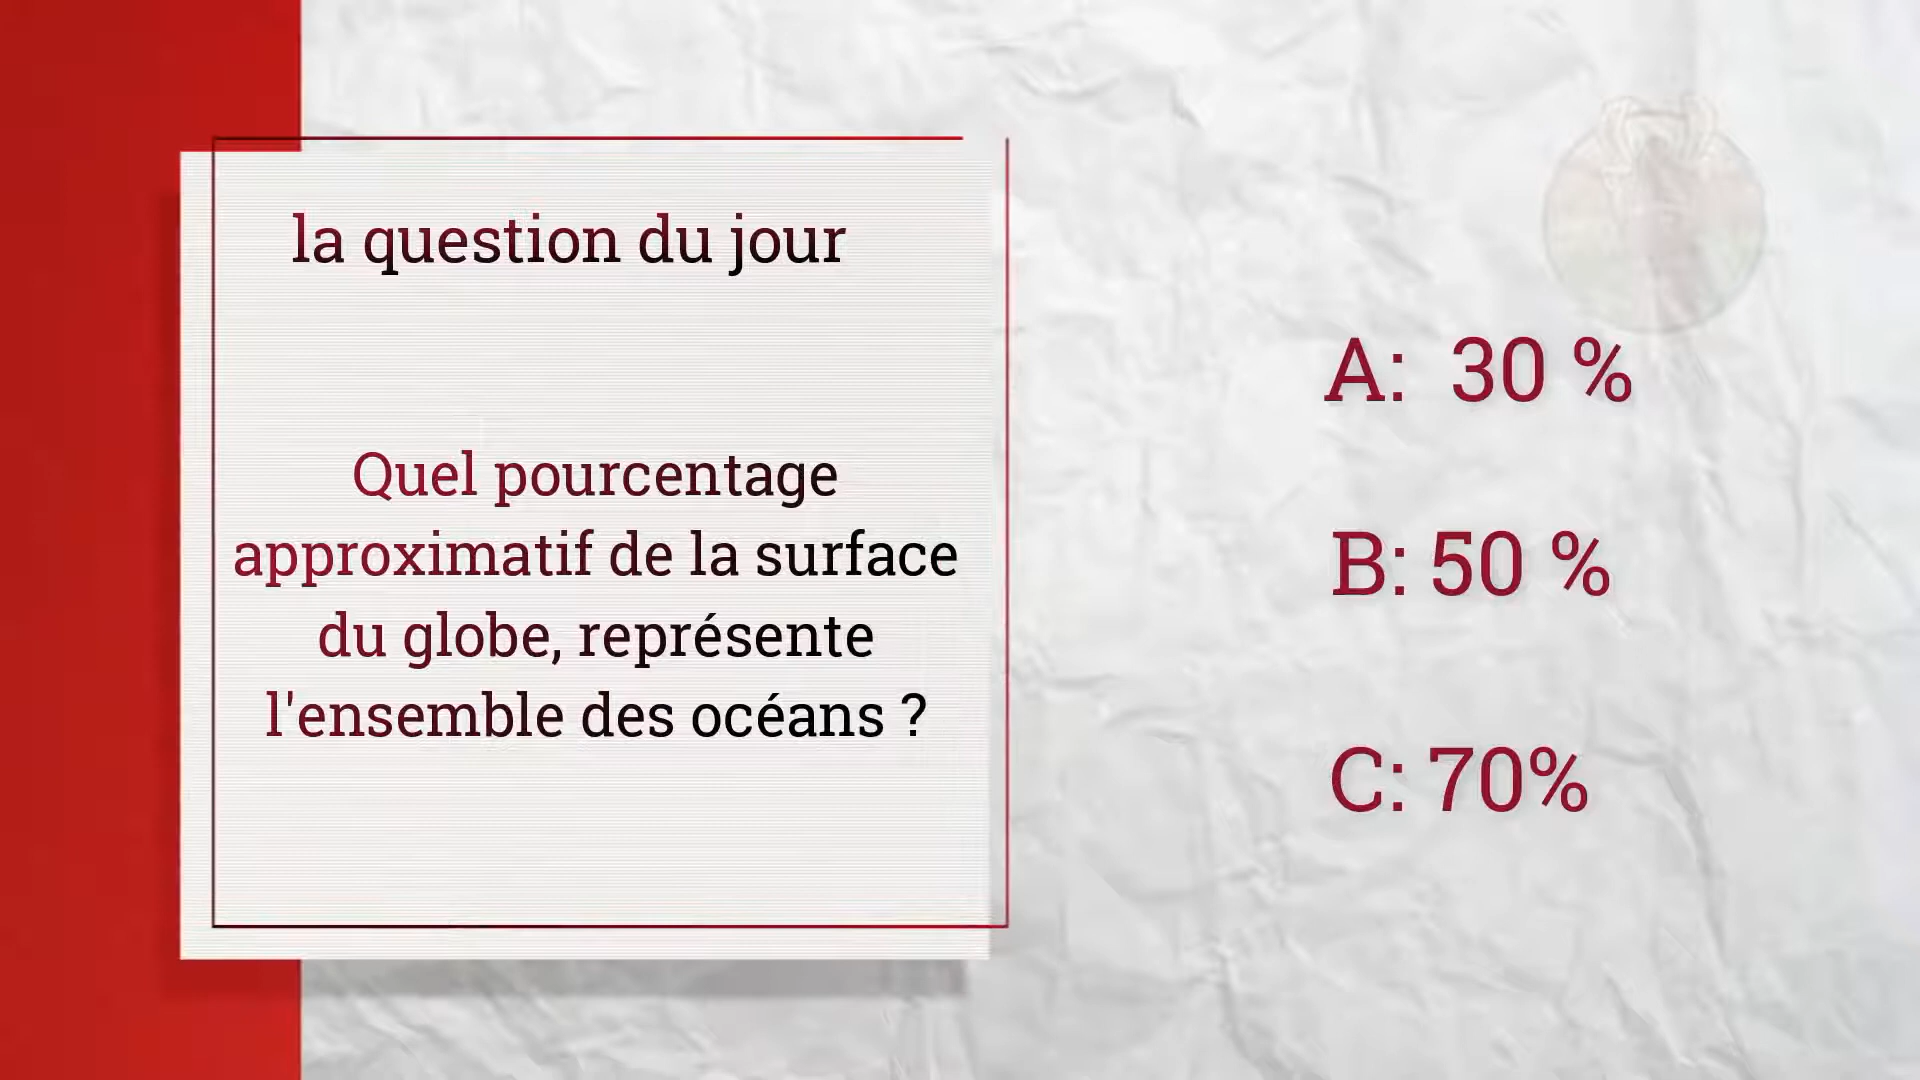 la question du jour
Quel pourcentage
approximatif de la surface
du globe, représente
l'ensemble des océans ?
A: 30 %
B: 50 %
C: 70%